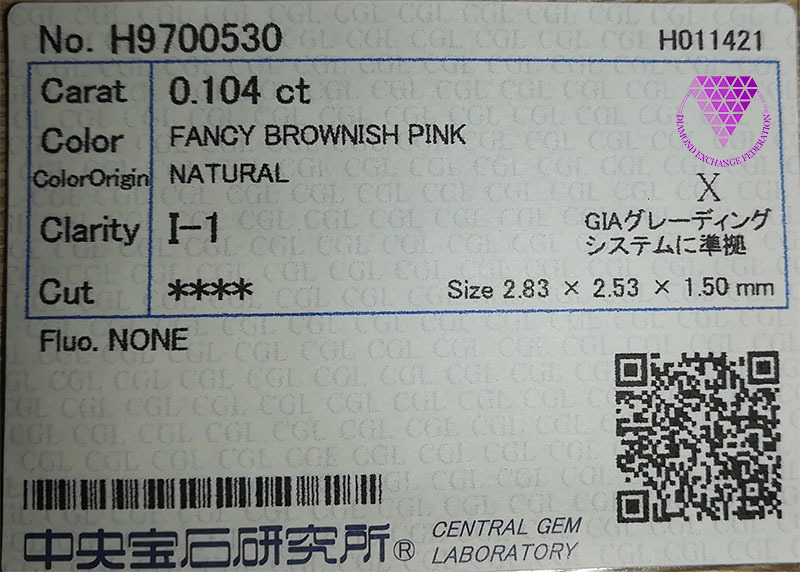 No. H9700530
H011421
Carat 0.104 ct
Color FANCY BROWNISH PINK
DIAMOND EXCHANGE FEDERATION
ColorOrigin NATURAL
X
Clarity I-1
GIAグレーディング
システムに準拠
Cut **** Size 2.83 × 2.53 × 1.50 mm
Fluo. NONE
中央宝石研究所® CENTRAL GEM
LABORATORY